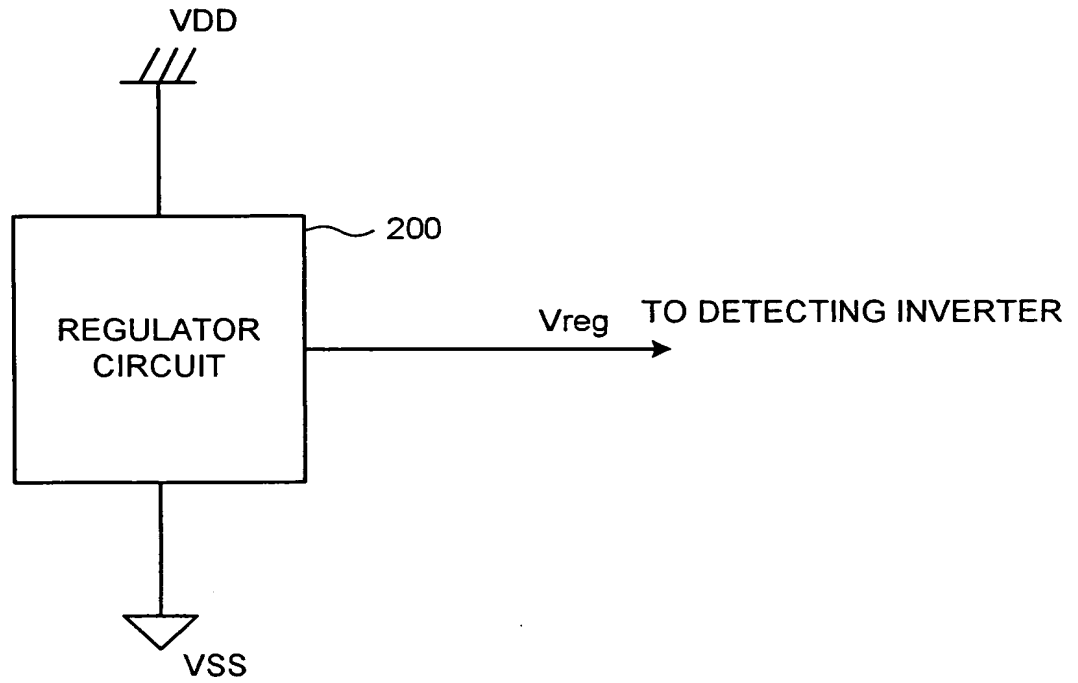 VDD
200
REGULATOR
CIRCUIT
Vreg
TO DETECTING INVERTER
VSS